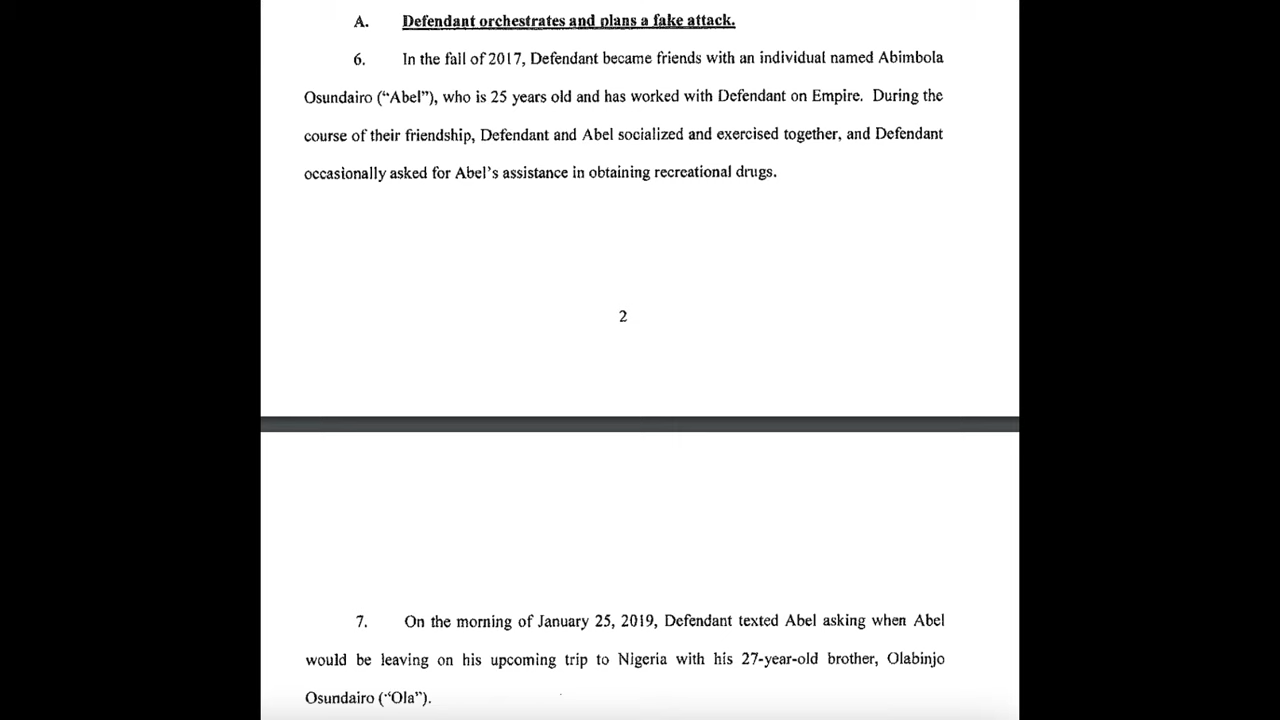 A. Defendant orchestrates and plans a fake attack.
6. In the fall of 2017, Defendant became friends with an individual named Abimbola
Osundairo (“Abel”), who is 25 years old and has worked with Defendant on Empire. During the
course of their friendship, Defendant and Abel socialized and exercised together, and Defendant
occasionally asked for Abel’s assistance in obtaining recreational drugs.
2
7. On the morning of January 25, 2019, Defendant texted Abel asking when Abel
would be leaving on his upcoming trip to Nigeria with his 27-year-old brother, Olabinjo
Osundairo (“Ola”).